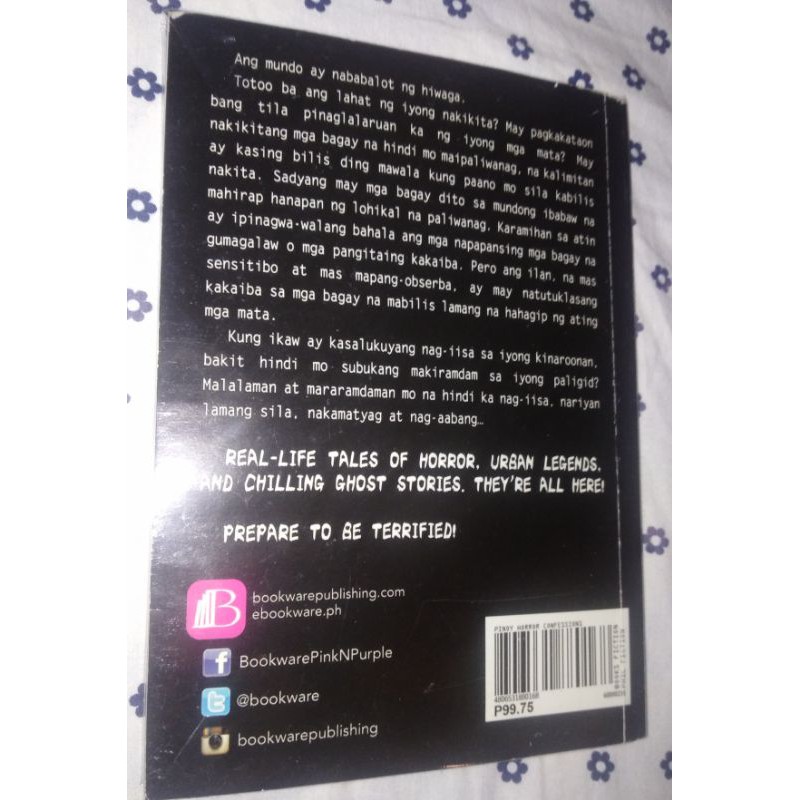 Ang mundo ay nababalot ng hiwaga.
Totoo ba ang lahat ng iyong nakikita? May pagkakataon
bang tila pinaglalaruan ka ng iyong mga mata? May
nakikitang mga bagay na hindi mo maipaliwanag, na kalimitan
ay kasing bilis ding mawala kung paano mo sila kabilis
nakita. Sadyang may mga bagay dito sa mundong ibabaw na
mahirap hanapan ng lohikal na paliwanag. Karamihan sa atin
ay ipinagwa-walang bahala ang mga napapansing mga bagay na
gumagalaw o mga pangitaing kakaiba. Pero ang ilan, na mas
sensitibo at mas mapang-obserba, ay may natutuklasang
kakaiba sa mga bagay na mabilis lamang na hahagip ng ating
mga mata.
Kung ikaw ay kasalukuyang nag-iisa sa iyong kinaroonan,
bakit hindi mo subukang makiramdam sa iyong paligid?
Malalaman at mararamdaman mo na hindi ka nag-iisa, nariyan
lamang sila, nakamatyag at nag-aabang...
REAL-LIFE TALES OF HORROR, URBAN LEGENDS,
AND CHILLING GHOST STORIES. THEY'RE ALL HERE!
PREPARE TO BE TERRIFIED!
B
bookwarepublishing.com
ebookware.ph
f BookwarePinkNPurple
t @bookware
bookwarepublishing
PINOY HORROR CONFESSIONS
P99.75